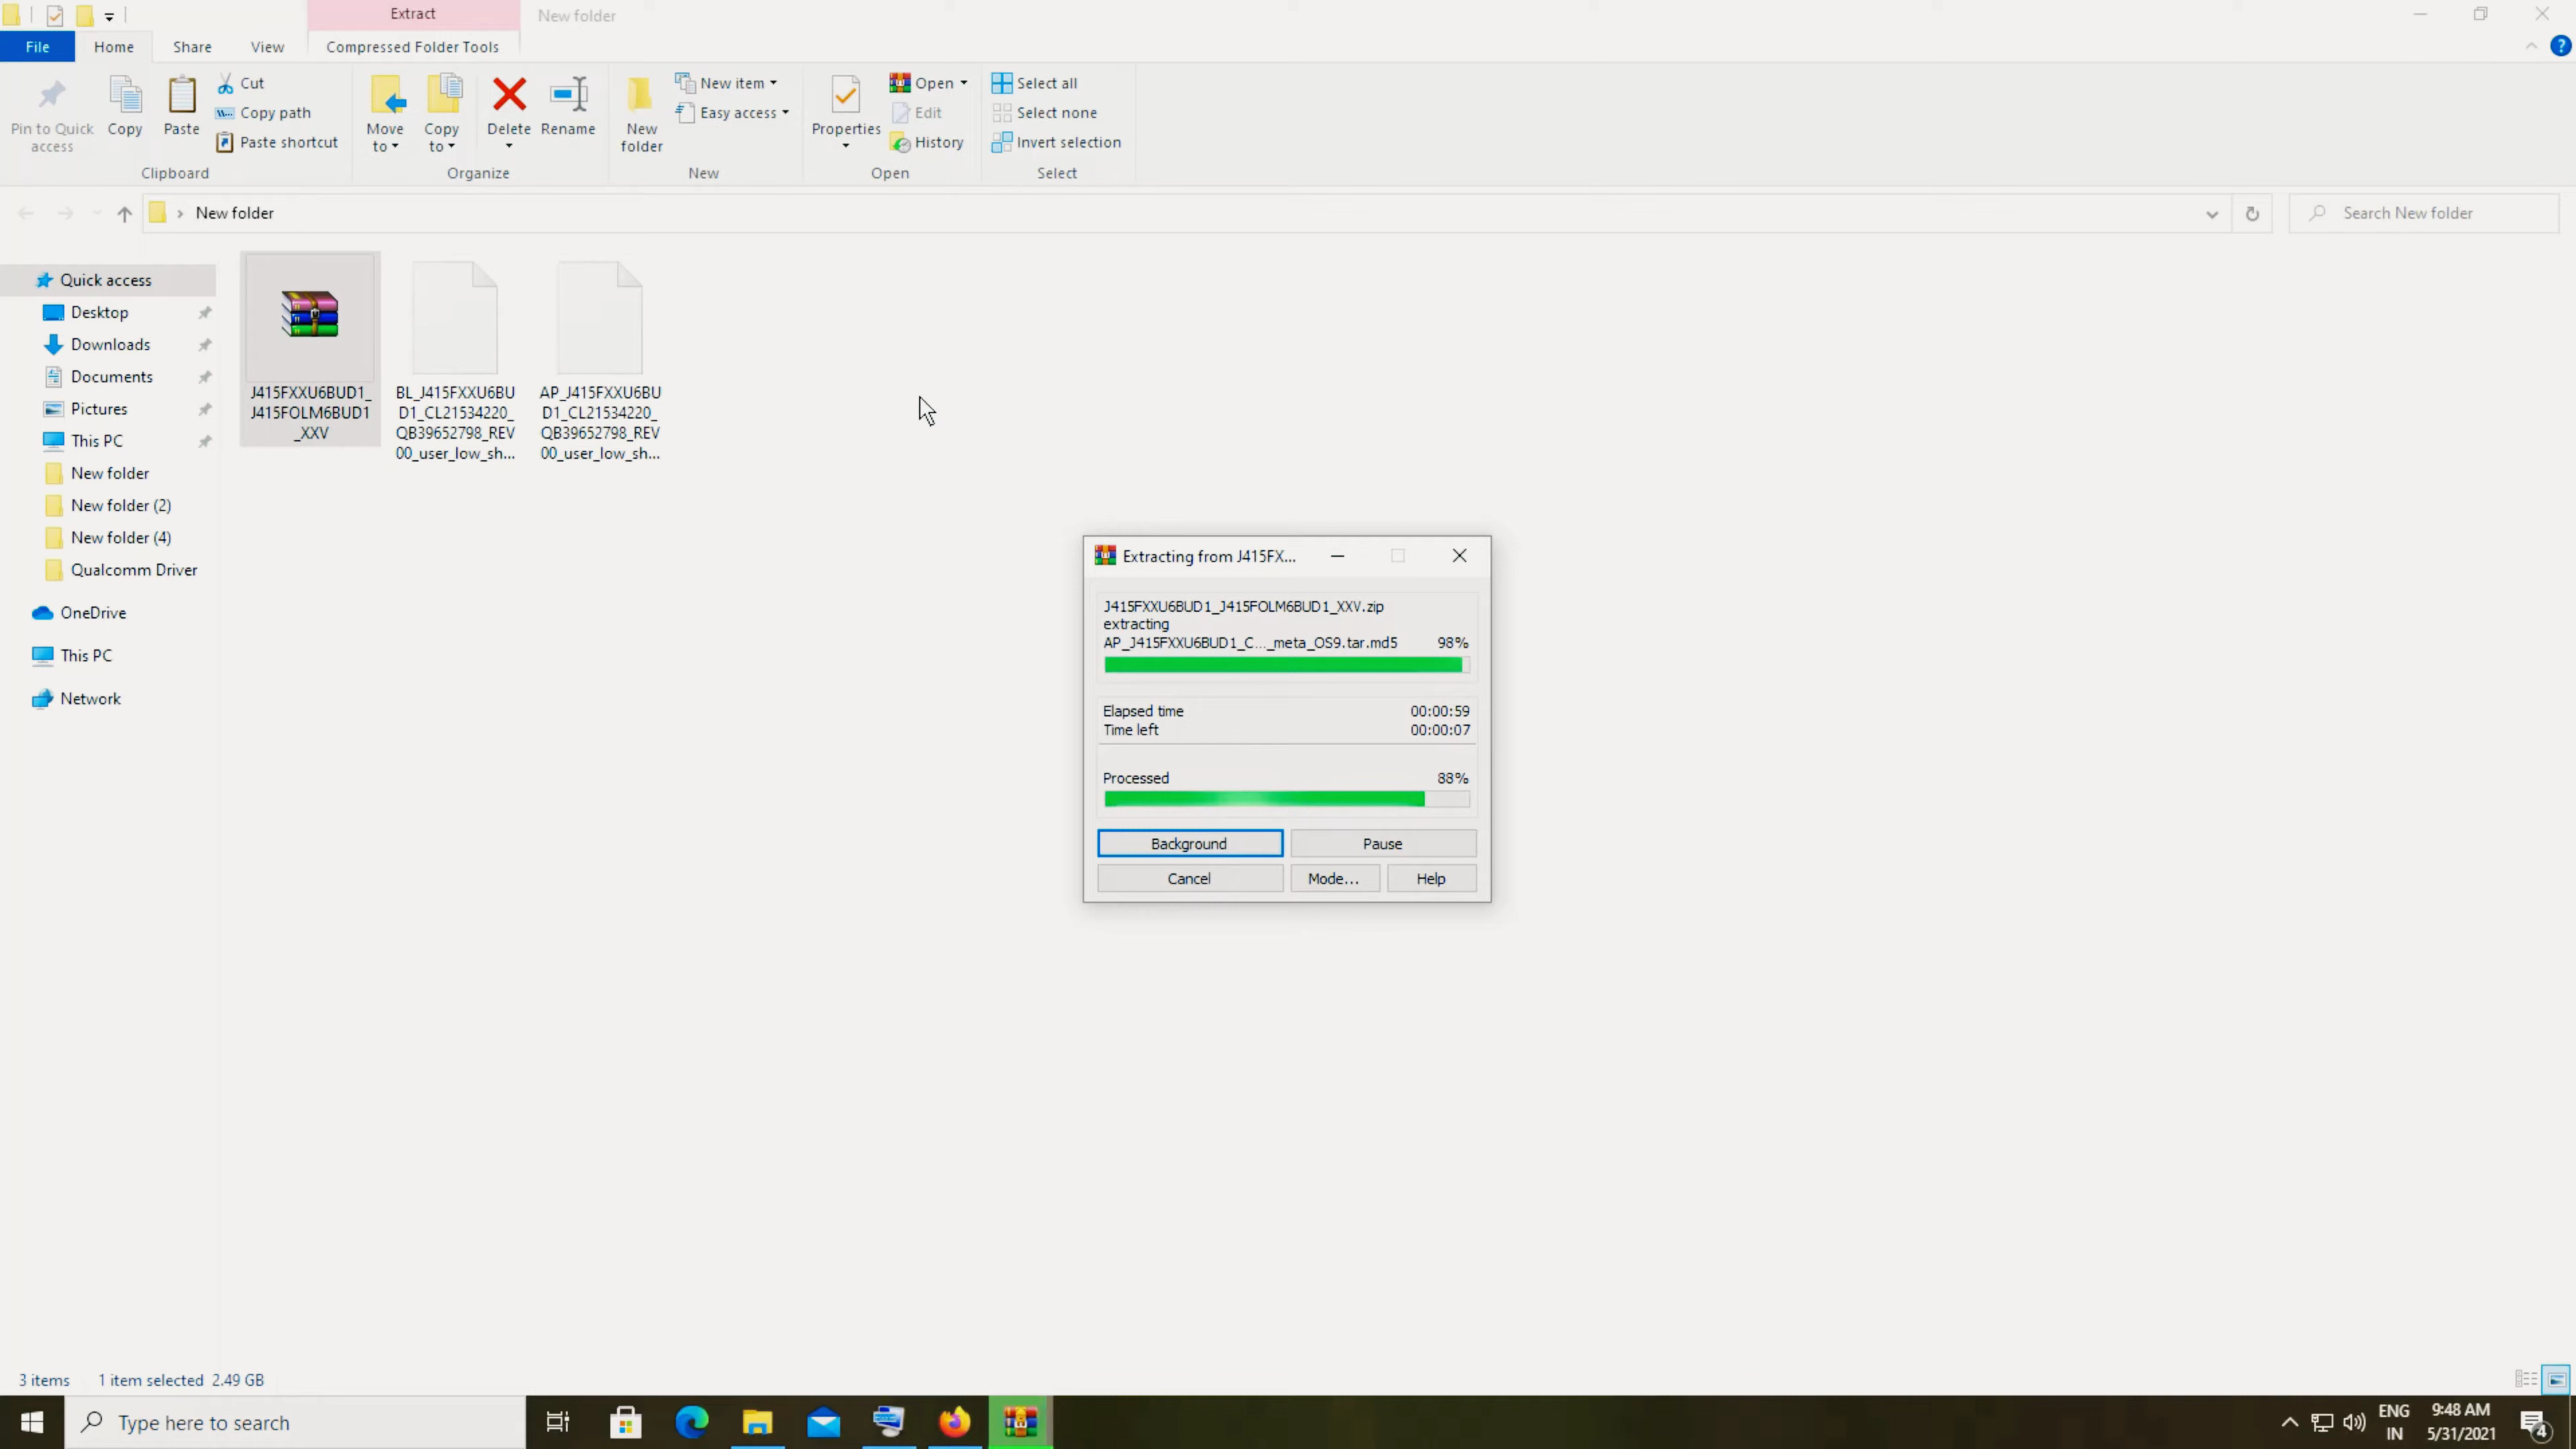 Extract
New folder
File
Home
Share
View
Compressed Folder Tools
Pin to Quick
access
Copy
Paste
Cut
Copy path
Paste shortcut
Clipboard
Move
to
Copy
to
Delete
Rename
Organize
New
folder
New item
Easy access
New
Properties
Open
Edit
History
Open
Select all
Select none
Invert selection
Select
New folder
Search New folder
Quick access
Desktop
Downloads
Documents
Pictures
This PC
New folder
New folder (2)
New folder (4)
Qualcomm Driver
OneDrive
This PC
Network
J415FXXU6BUD1_
J415FOLM6BUD1
_XXV
BL_J415FXXU6BU
D1_CL21534220_
QB39652798_REV
00_user_low_sh...
AP_J415FXXU6BU
D1_CL21534220_
QB39652798_REV
00_user_low_sh...
Extracting from J415FX...
J415FXXU6BUD1_J415FOLM6BUD1_XXV.zip
extracting
AP_J415FXXU6BUD1_C..._meta_OS9.tar.md5 98%
Elapsed time 00:00:59
Time left 00:00:07
Processed 88%
Background
Pause
Cancel
Mode...
Help
3 items 1 item selected 2.49 GB
Type here to search
ENG
IN
9:48 AM
5/31/2021
4